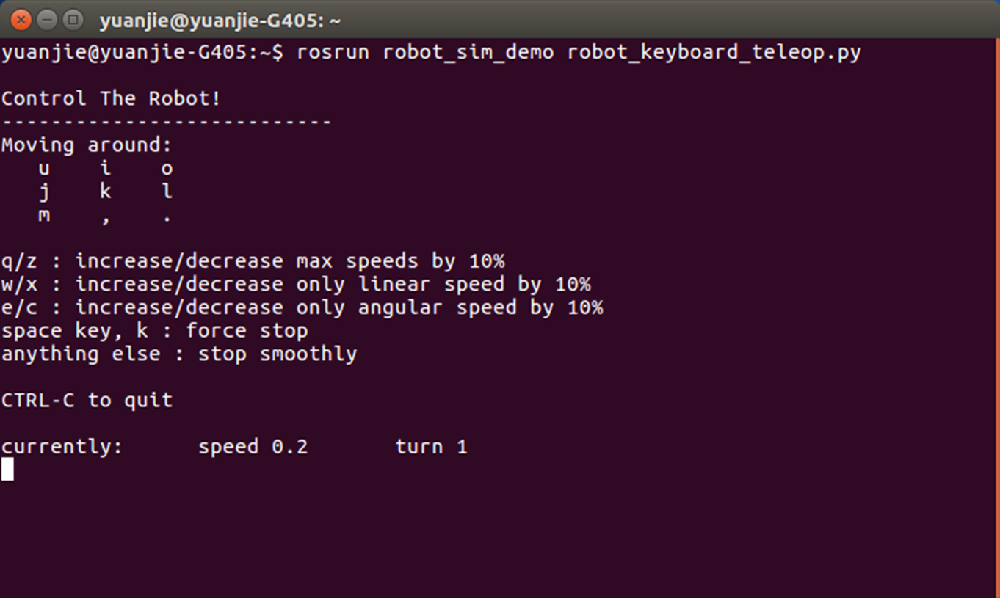 yuanjie@yuanjie-G405: ~
yuanjie@yuanjie-G405:~$ rosrun robot_sim_demo robot_keyboard_teleop.py
Control The Robot!
---------------------------
Moving around:
   u    i    o
   j    k    l
   m    ,    .
q/z : increase/decrease max speeds by 10%
w/x : increase/decrease only linear speed by 10%
e/c : increase/decrease only angular speed by 10%
space key, k : force stop
anything else : stop smoothly
CTRL-C to quit
currently:      speed 0.2       turn 1